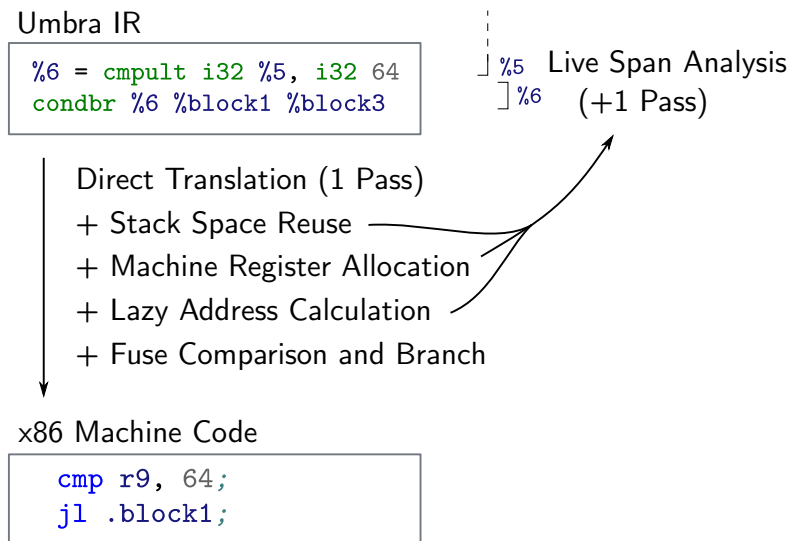 Umbra IR
%6 = cmpult i32 %5, i32 64
condbr %6 %block1 %block3
%5
%6
Live Span Analysis
(+1 Pass)
Direct Translation (1 Pass)
+ Stack Space Reuse
+ Machine Register Allocation
+ Lazy Address Calculation
+ Fuse Comparison and Branch
x86 Machine Code
cmp r9, 64;
jl .block1;